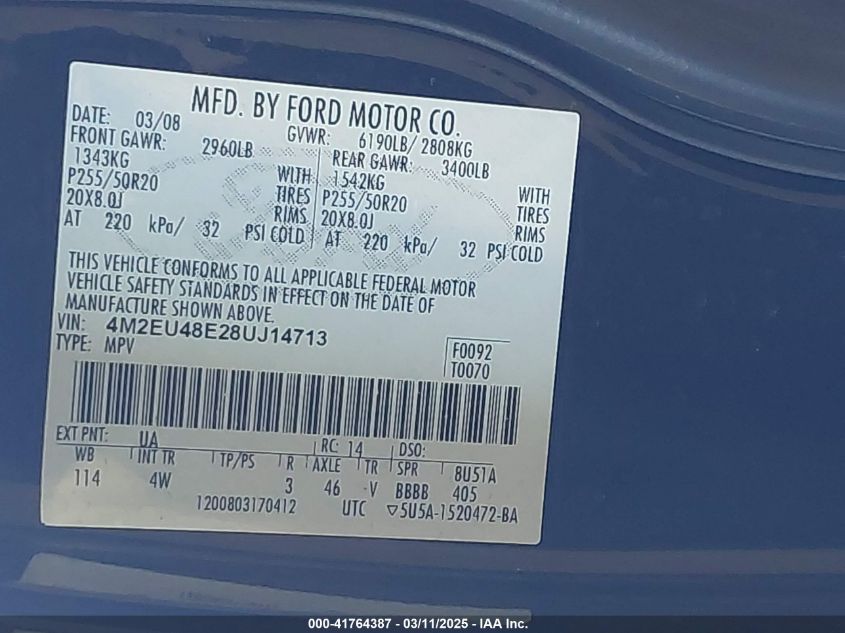 MFD. BY FORD MOTOR CO.
DATE: 03/08 GVWR: 6190LB/ 2808KG
FRONT GAWR: 2960LB REAR GAWR: 3400LB
1343KG WITH 1542KG WITH
P255/50R20 TIRES P255/50R20 TIRES
20X8.0J RIMS 20X8.0J RIMS
AT 220 kPa/ 32 PSI COLD AT 220 kPa/ 32 PSI COLD
THIS VEHICLE CONFORMS TO ALL APPLICABLE FEDERAL MOTOR
VEHICLE SAFETY STANDARDS IN EFFECT ON THE DATE OF
MANUFACTURE SHOWN ABOVE.
VIN: 4M2EU48E28UJ14713
TYPE: MPV F0092
T0070
EXT PNT: UA RC: 14 DSO:
WB INT TR TP/PS R AXLE TR SPR 8U51A
114 4W 3 46 V BBBB 405
1200803170412 UTC ▽5U5A-1520472-BA
000-41764387 - 03/11/2025 - IAA Inc.